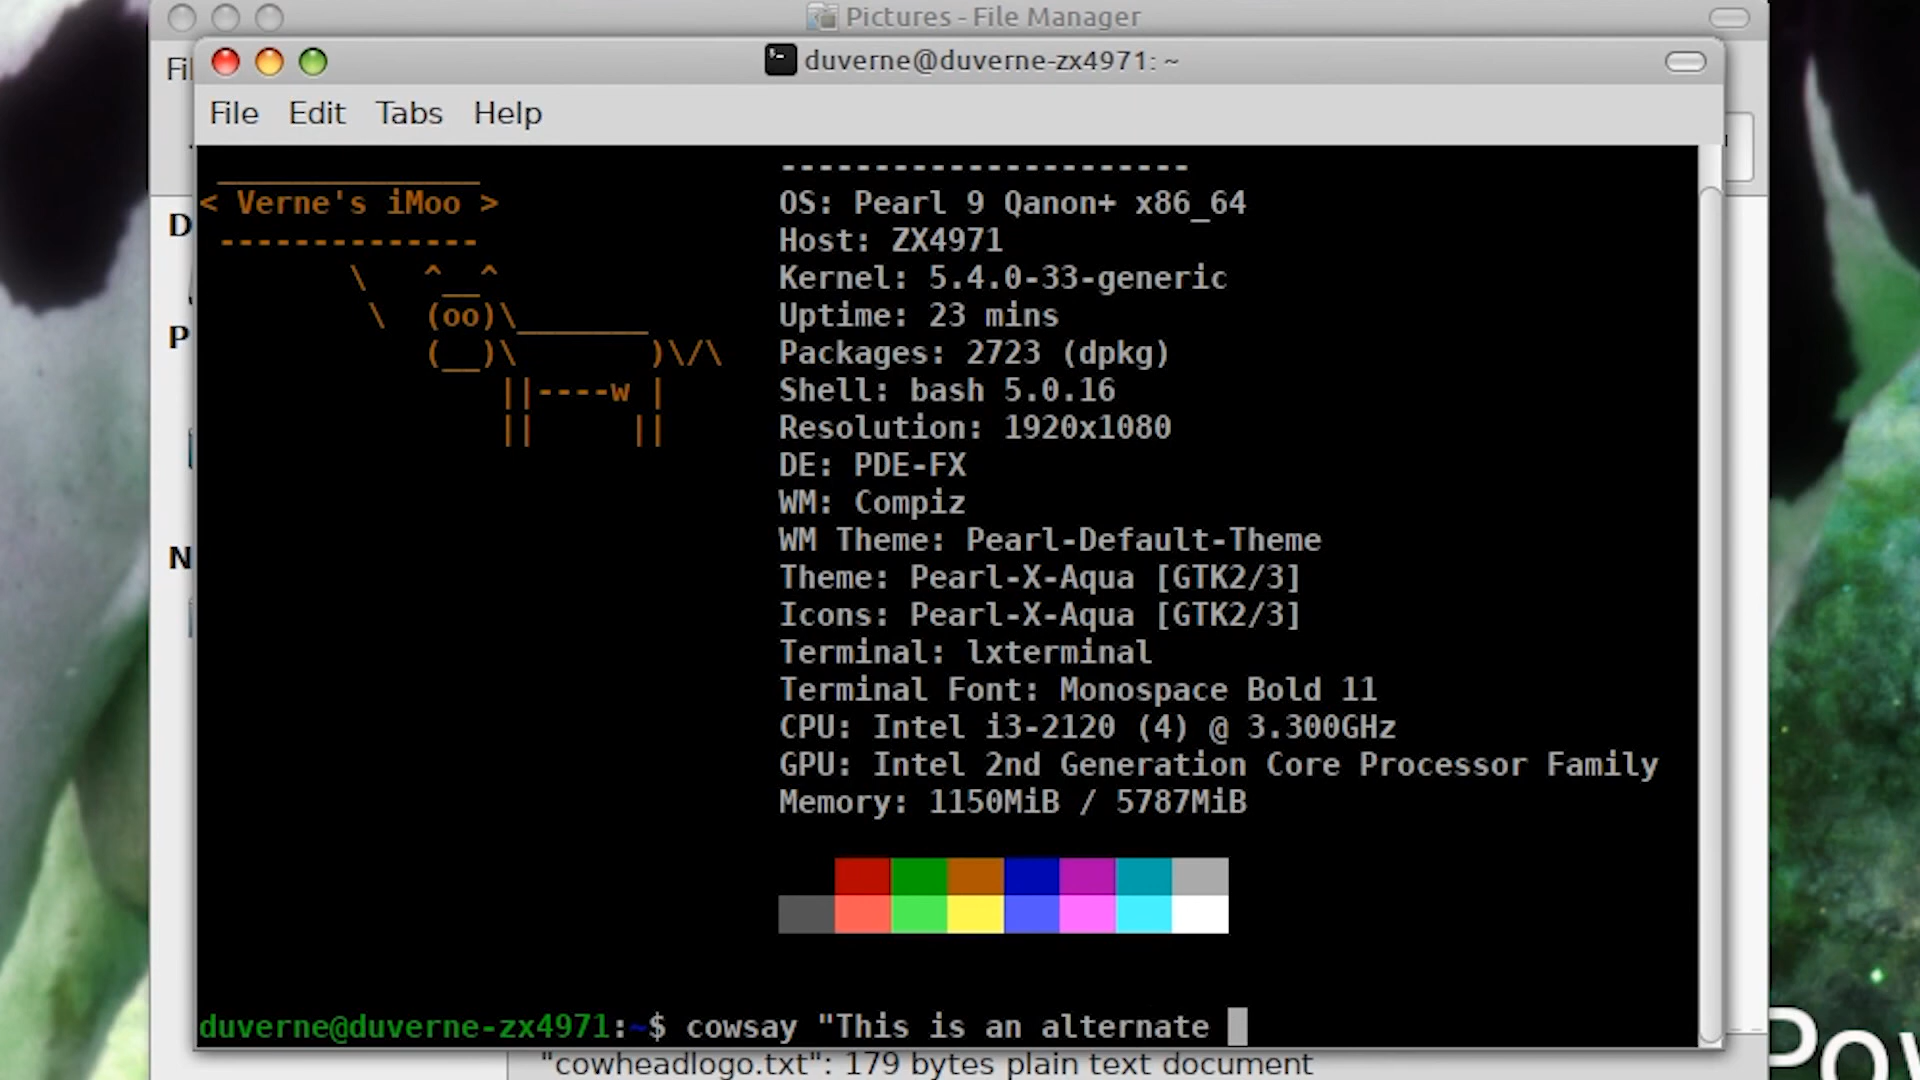 Pictures - File Manager
Fil
duverne@duverne-zx4971: ~
File Edit Tabs Help
D
P
N
______________
< Verne's iMoo >
--------------
        \   ^__^
         \  (oo)\_______
            (__)\       )\/\
                ||----w |
                ||     ||
----------------------
OS: Pearl 9 Qanon+ x86_64
Host: ZX4971
Kernel: 5.4.0-33-generic
Uptime: 23 mins
Packages: 2723 (dpkg)
Shell: bash 5.0.16
Resolution: 1920x1080
DE: PDE-FX
WM: Compiz
WM Theme: Pearl-Default-Theme
Theme: Pearl-X-Aqua [GTK2/3]
Icons: Pearl-X-Aqua [GTK2/3]
Terminal: lxterminal
Terminal Font: Monospace Bold 11
CPU: Intel i3-2120 (4) @ 3.300GHz
GPU: Intel 2nd Generation Core Processor Family
Memory: 1150MiB / 5787MiB
duverne@duverne-zx4971:~$ cowsay "This is an alternate
"cowheadlogo.txt": 179 bytes plain text document
Pow